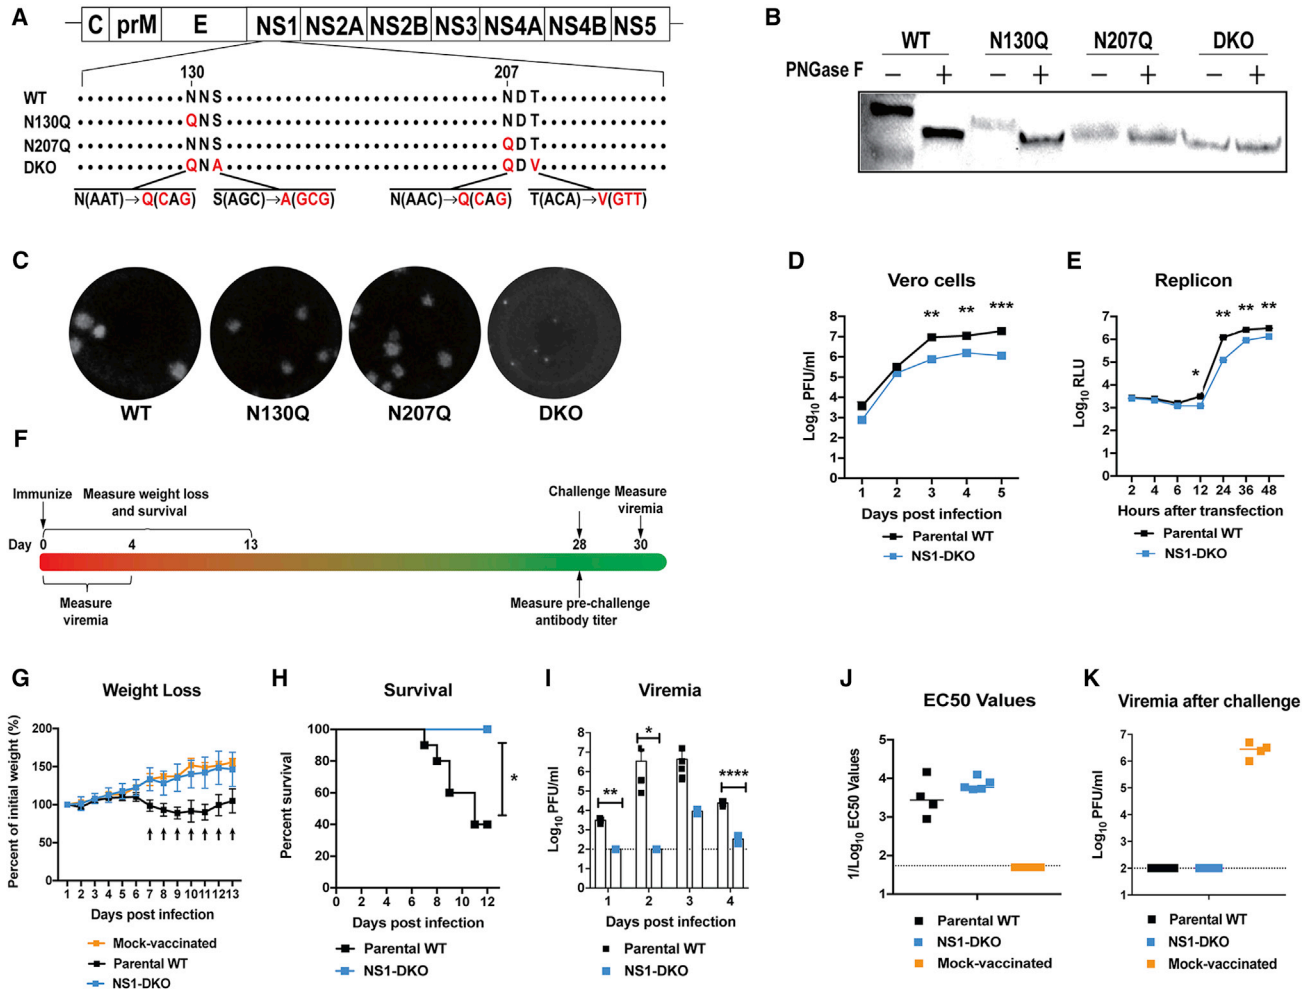 A
C prM E NS1 NS2A NS2B NS3 NS4A NS4B NS5
130 207
WT NNS NDT
N130Q QNS NDT
N207Q NNS QDT
DKO QNA QDV
N(AAT)→Q(CAG) S(AGC)→A(GCG) N(AAC)→Q(CAG) T(ACA)→V(GTT)
B
WT N130Q N207Q DKO
PNGase F − + − + − + − +
C
WT N130Q N207Q DKO
D
Vero cells
** ** ***
Log10 PFU/ml
8
7
6
5
4
3
2
1
0
1 2 3 4 5
Days post infection
Parental WT
NS1-DKO
E
Replicon
* ** ** **
Log10 RLU
7
6
5
4
3
2
1
0
2 4 6 12 24 36 48
Hours after transfection
Parental WT
NS1-DKO
F
Immunize
Measure weight loss
and survival
Challenge
Measure
viremia
Day 0 4 13 28 30
Measure
viremia
Measure pre-challenge
antibody titer
G
Weight Loss
Percent of initial weight (%)
200
150
100
50
0
1 2 3 4 5 6 7 8 9 10 11 12 13
Days post infection
Mock-vaccinated
Parental WT
NS1-DKO
H
Survival
Percent survival
100
80
60
40
20
0
*
0 2 4 6 8 10 12
Days post infection
Parental WT
NS1-DKO
I
Viremia
Log10 PFU/ml
8
7
6
5
4
3
2
1
0
** * ****
1 2 3 4
Days post infection
Parental WT
NS1-DKO
J
EC50 Values
1/Log10 EC50 Values
5
4
3
2
1
Parental WT
NS1-DKO
Mock-vaccinated
K
Viremia after challenge
Log10 PFU/ml
7
6
5
4
3
2
1
Parental WT
NS1-DKO
Mock-vaccinated